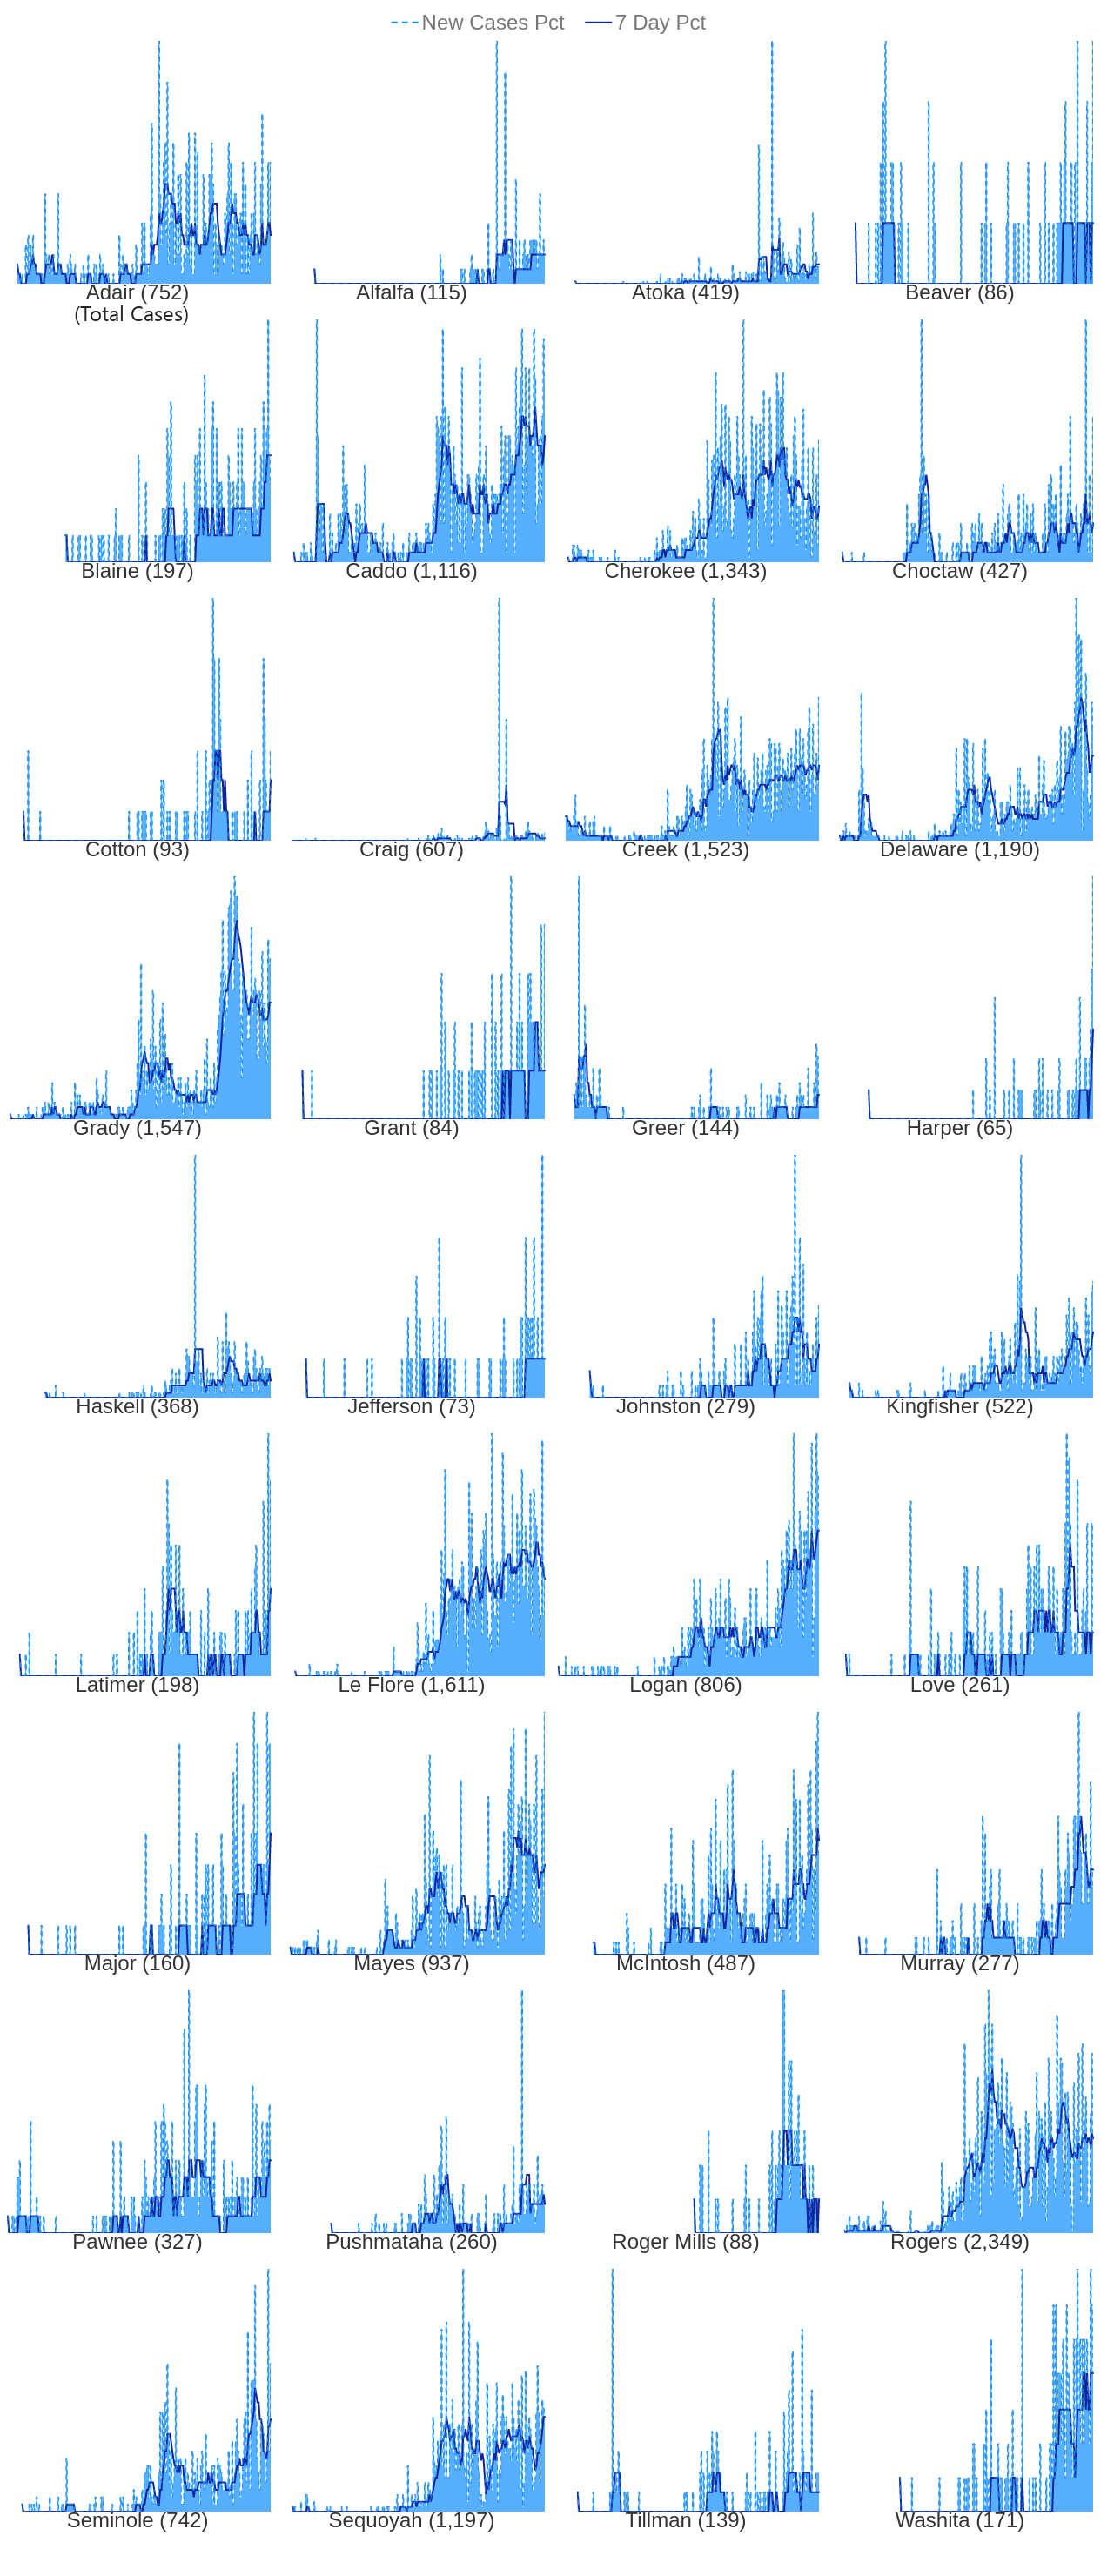 New Cases Pct 7 Day Pct
Adair (752) Alfalfa (115) Atoka (419) Beaver (86)
(Total Cases)
Blaine (197) Caddo (1,116) Cherokee (1,343) Choctaw (427)
Cotton (93) Craig (607) Creek (1,523) Delaware (1,190)
Grady (1,547) Grant (84) Greer (144) Harper (65)
Haskell (368) Jefferson (73) Johnston (279) Kingfisher (522)
Latimer (198) Le Flore (1,611) Logan (806) Love (261)
Major (160) Mayes (937) McIntosh (487) Murray (277)
Pawnee (327) Pushmataha (260) Roger Mills (88) Rogers (2,349)
Seminole (742) Sequoyah (1,197) Tillman (139) Washita (171)